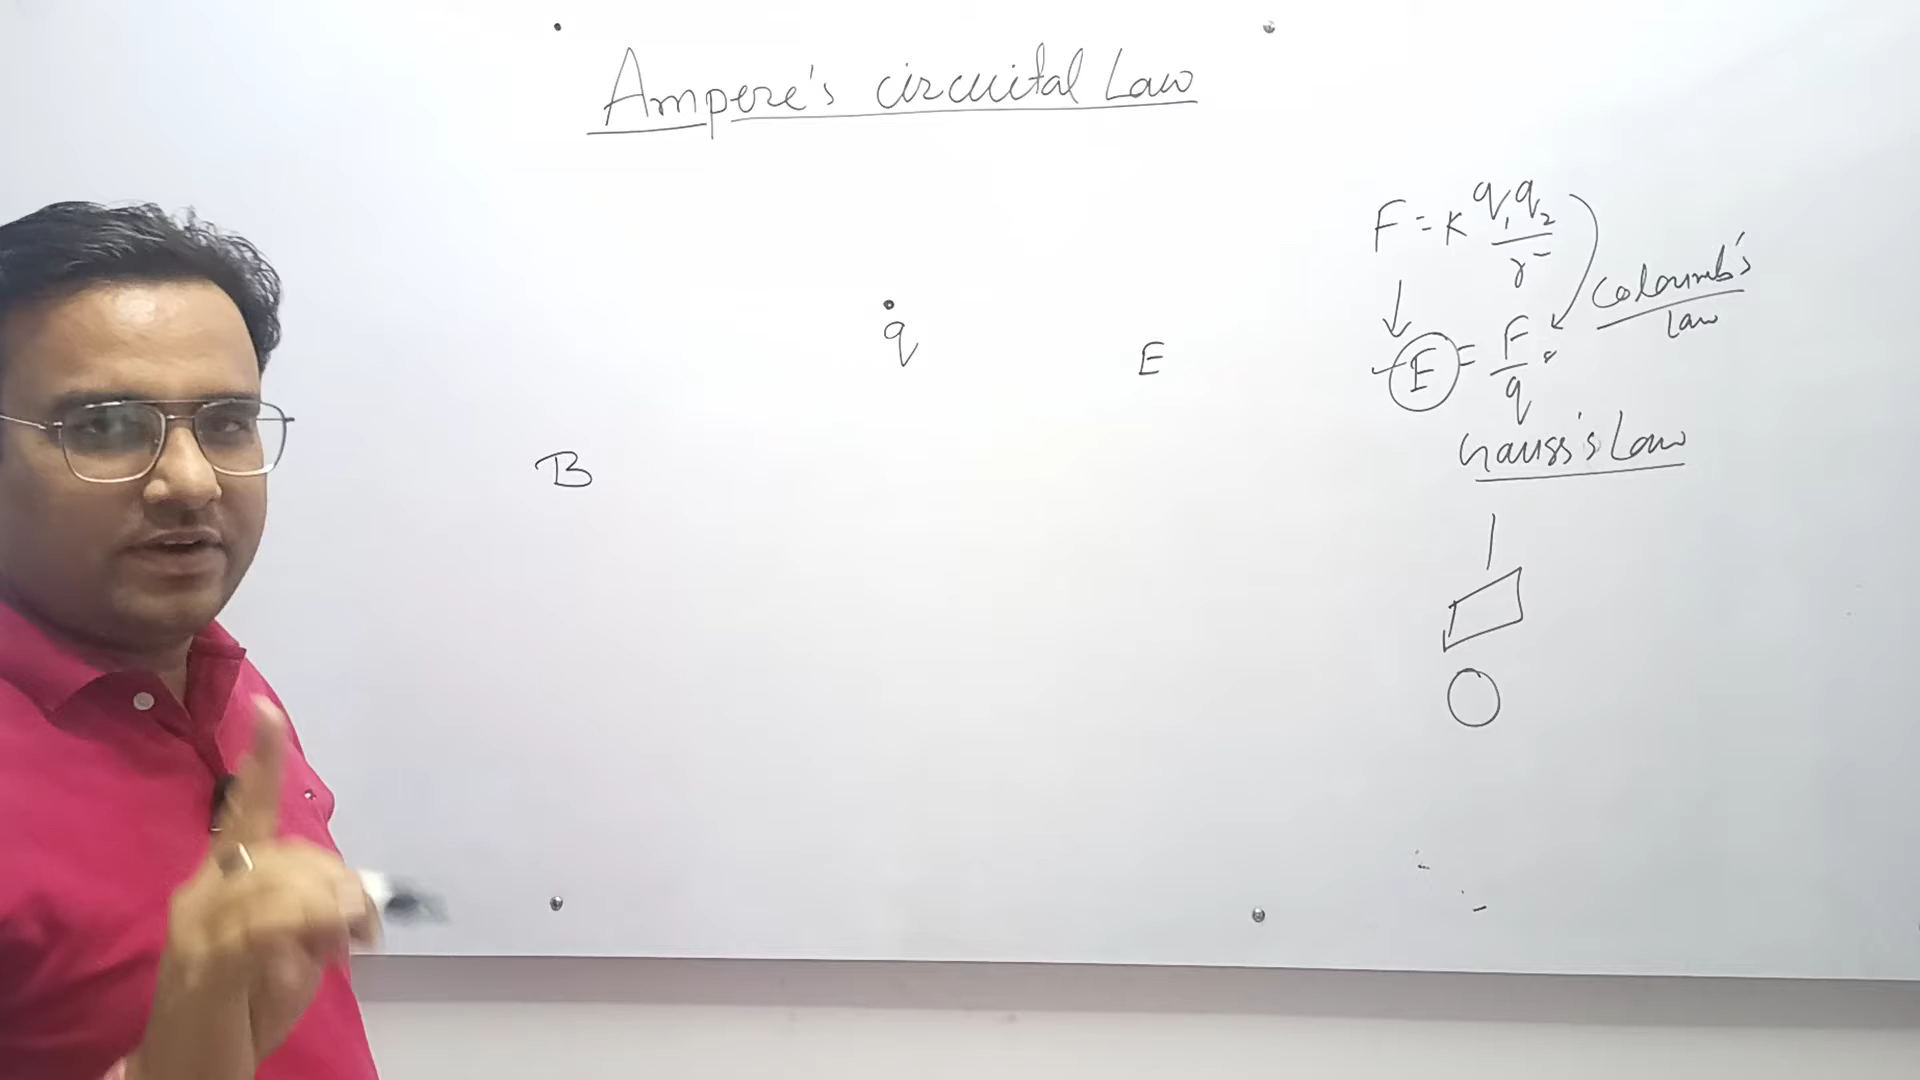 Ampere's circuital Law
F = K q1q2 / r²
Coloumb's
law
q
E
E = F / q
Gauss's Law
B